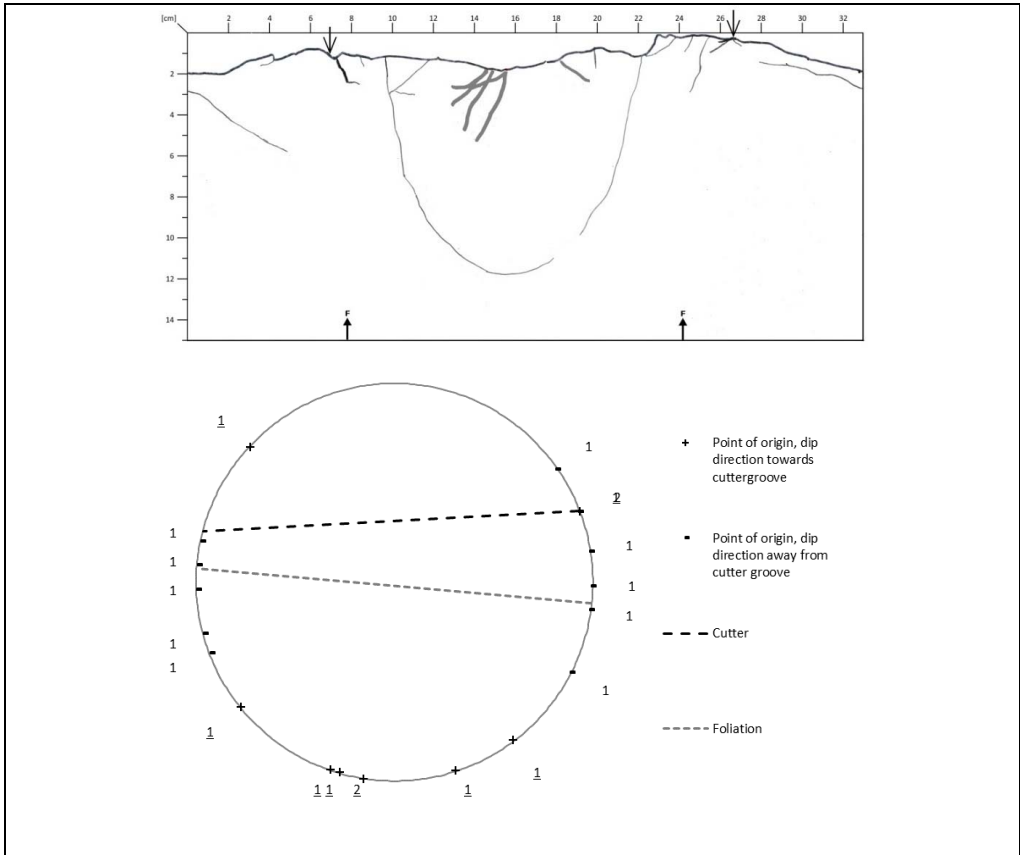 [cm] 2 4 6 8 10 12 14 16 18 20 22 24 26 28 30 32
2
4
6
8
10
12
14
F F
1
1
1
1
1
1
1
1
1
1
1
1
1
1
1 1 2 1
+ Point of origin, dip
direction towards
cuttergroove
- Point of origin, dip
direction away from
cutter groove
Cutter
Foliation